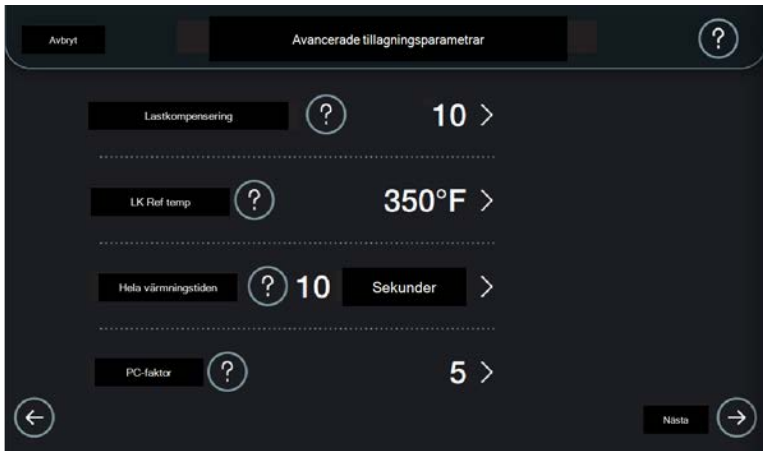 Avbryt
Avancerade tillagningsparametrar
?
Lastkompensering ? 10 >
LK Ref temp ? 350°F >
Hela värmningstiden ? 10 Sekunder >
PC-faktor ? 5 >
← Nästa →